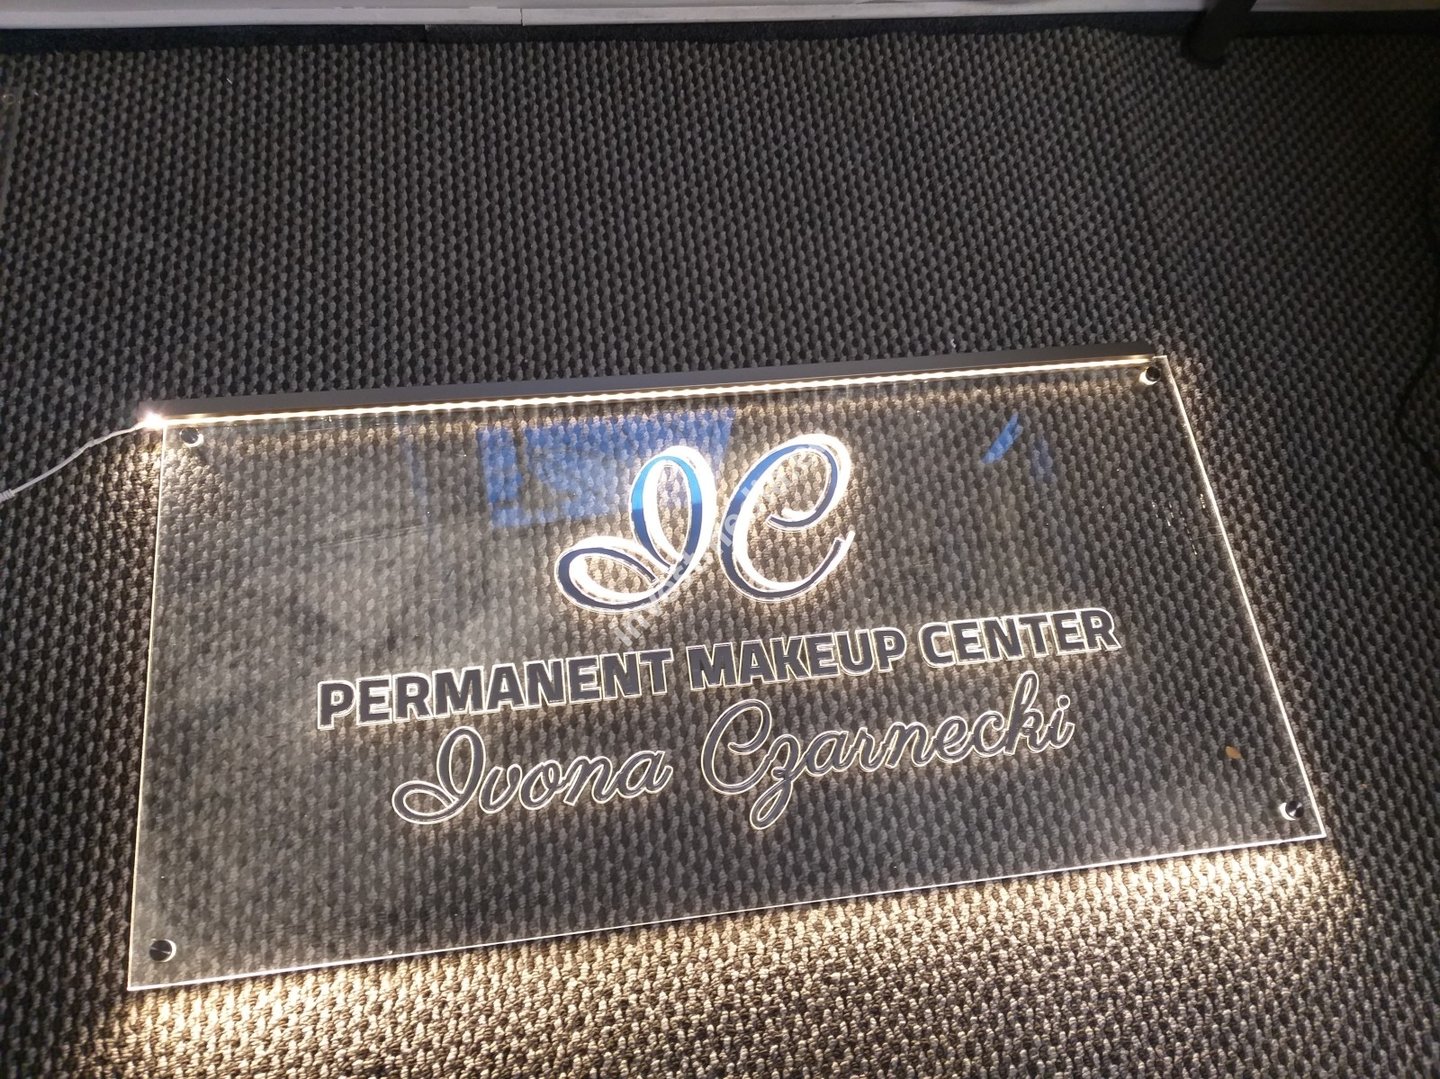 IC
PERMANENT MAKEUP CENTER
Ivona Czarnecki